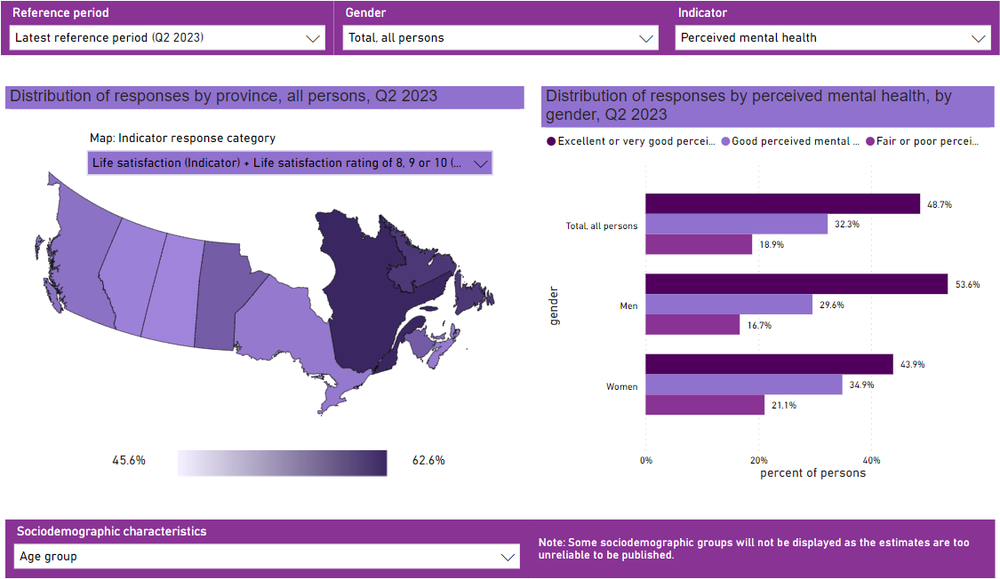 Reference period
Gender
Indicator
Latest reference period (Q2 2023)
Total, all persons
Perceived mental health
Distribution of responses by province, all persons, Q2 2023
Distribution of responses by perceived mental health, by
gender, Q2 2023
Map: Indicator response category
Life satisfaction (Indicator) + Life satisfaction rating of 8, 9 or 10 (...
Excellent or very good percei...
Good perceived mental ...
Fair or poor percei...
gender
Total, all persons
48.7%
32.3%
18.9%
Men
53.6%
29.6%
16.7%
Women
43.9%
34.9%
21.1%
0%
20%
40%
percent of persons
45.6%
62.6%
Sociodemographic characteristics
Age group
Note: Some sociodemographic groups will not be displayed as the estimates are too
unreliable to be published.